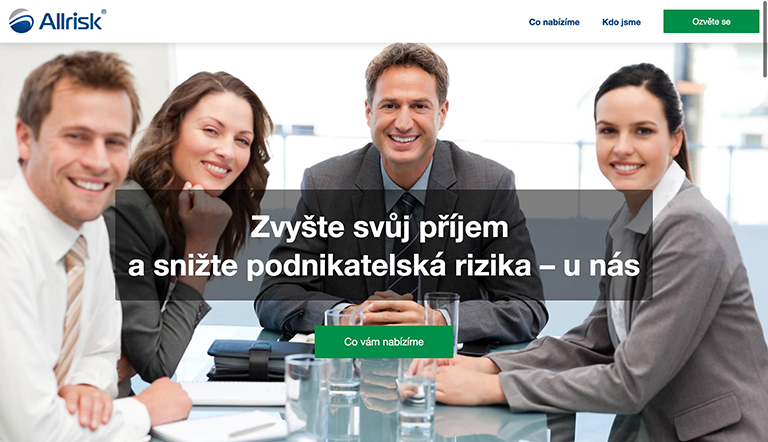 Allrisk®
Co nabízíme
Kdo jsme
Ozvěte se
Zvyšte svůj příjem
a snižte podnikatelská rizika – u nás
Co vám nabízíme